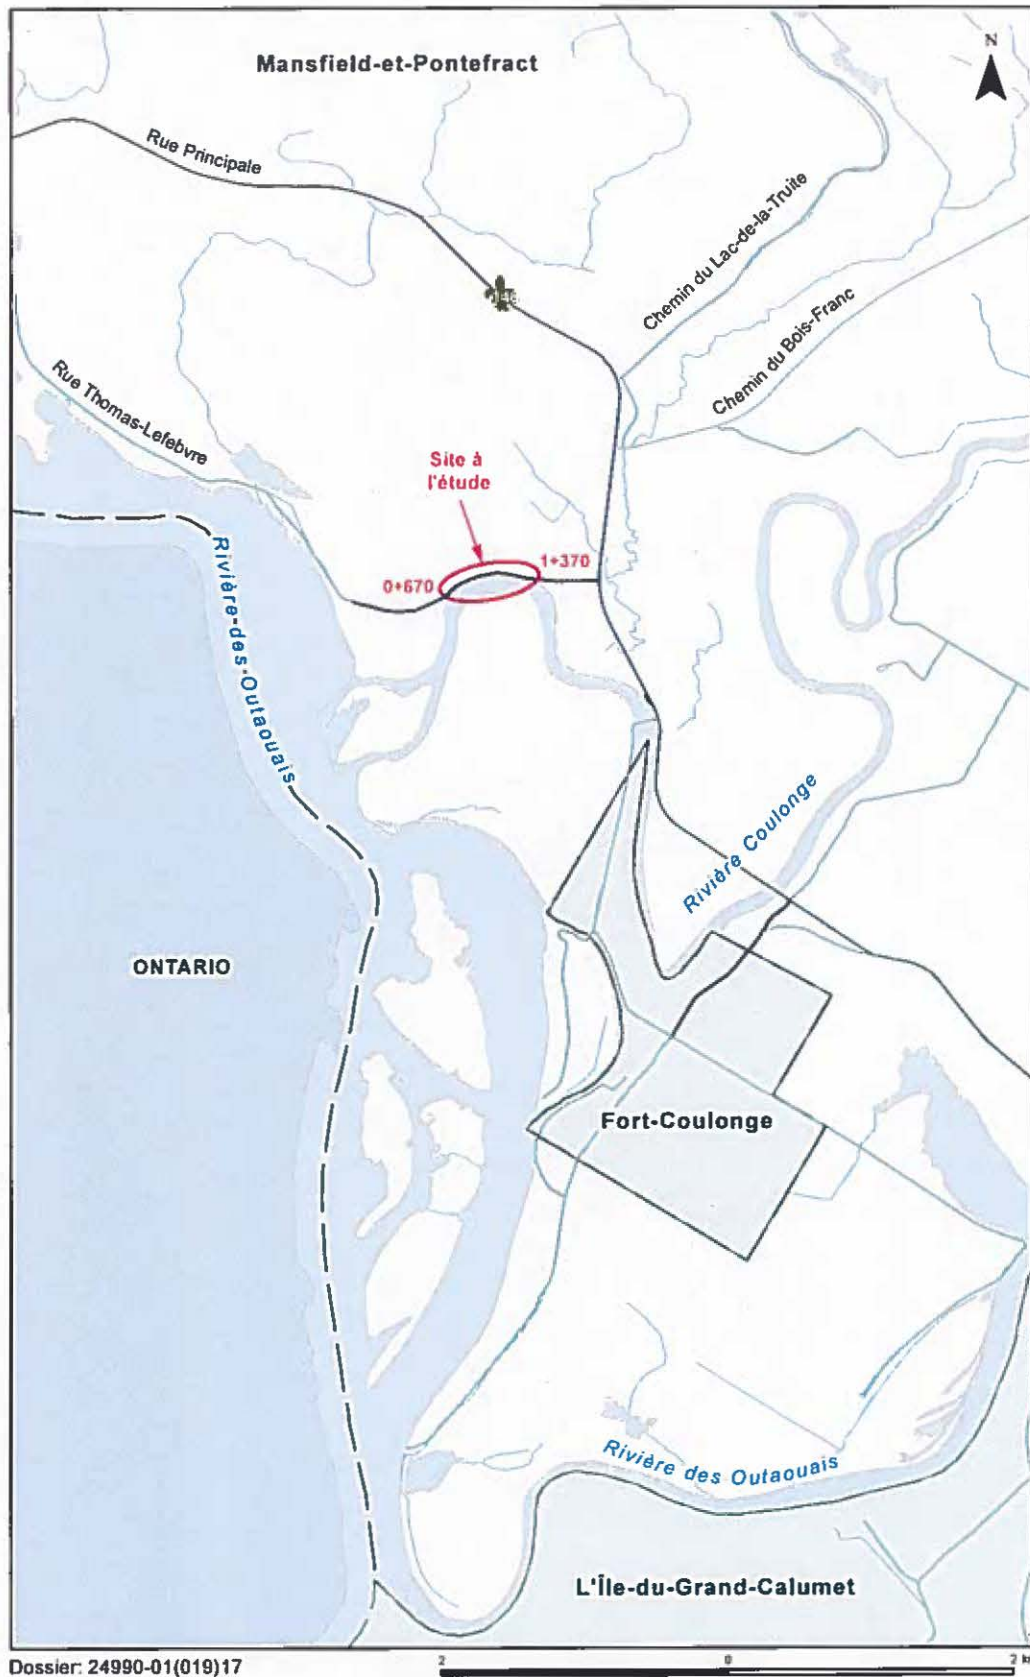 Mansfield-et-Pontefract
N
Rue Principale
Chemin du Lac-de-la-Truite
Chemin du Bois-Franc
Rue Thomas-Lefebvre
Site à
l'étude
0+670
1+370
Rivière-des-Outaouais
Rivière Coulonge
ONTARIO
Fort-Coulonge
Rivière des Outaouais
L'Île-du-Grand-Calumet
Dossier: 24990-01(019)17
2
0